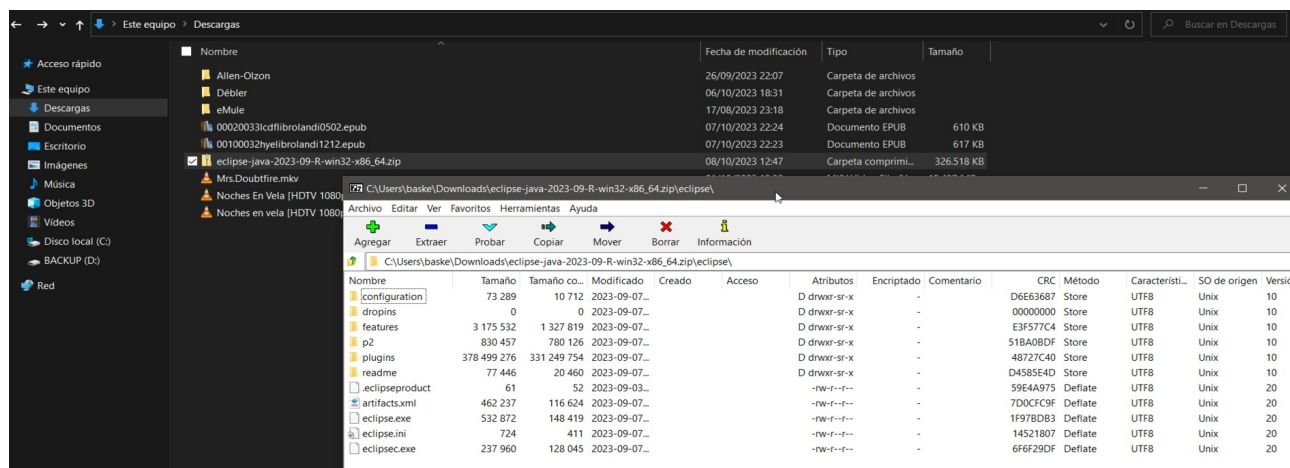 Este equipo > Descargas
Buscar en Descargas
Nombre Fecha de modificación Tipo Tamaño
Acceso rápido
Este equipo
Descargas
Documentos
Escritorio
Imágenes
Música
Objetos 3D
Vídeos
Disco local (C:)
BACKUP (D:)
Red
Allen-Olzon 26/09/2023 22:07 Carpeta de archivos
Débler 06/10/2023 18:31 Carpeta de archivos
eMule 17/08/2023 23:18 Carpeta de archivos
00020033lcdflibrolandi0502.epub 07/10/2023 22:24 Documento EPUB 610 KB
00100032hyelibrolandi1212.epub 07/10/2023 22:23 Documento EPUB 617 KB
eclipse-java-2023-09-R-win32-x86_64.zip 08/10/2023 12:47 Carpeta comprimi... 326.518 KB
Mrs.Doubtfire.mkv
Noches En Vela [HDTV 1080p
Noches en vela [HDTV 1080p
C:\Users\baske\Downloads\eclipse-java-2023-09-R-win32-x86_64.zip\eclipse\
Archivo Editar Ver Favoritos Herramientas Ayuda
Agregar Extraer Probar Copiar Mover Borrar Información
C:\Users\baske\Downloads\eclipse-java-2023-09-R-win32-x86_64.zip\eclipse\
Nombre Tamaño Tamaño co... Modificado Creado Acceso Atributos Encriptado Comentario CRC Método Característi... SO de origen Versió
configuration 73 289 10 712 2023-09-07... D drwxr-sr-x - D6E63687 Store UTF8 Unix 10
dropins 0 0 2023-09-07... D drwxr-sr-x - 00000000 Store UTF8 Unix 10
features 3 175 532 1 327 819 2023-09-07... D drwxr-sr-x - E3F577C4 Store UTF8 Unix 10
p2 830 457 780 126 2023-09-07... D drwxr-sr-x - 51BA0BDF Store UTF8 Unix 10
plugins 378 499 276 331 249 754 2023-09-07... D drwxr-sr-x - 48727C40 Store UTF8 Unix 10
readme 77 446 20 460 2023-09-07... D drwxr-sr-x - D4585E4D Store UTF8 Unix 10
.eclipseproduct 61 52 2023-09-03... -rw-r--r-- - 59E4A975 Deflate UTF8 Unix 20
artifacts.xml 462 237 116 624 2023-09-07... -rw-r--r-- - 7D0CFC9F Deflate UTF8 Unix 20
eclipse.exe 532 872 148 419 2023-09-07... -rw-r--r-- - 1F97BDB3 Deflate UTF8 Unix 20
eclipse.ini 724 411 2023-09-07... -rw-r--r-- - 14521807 Deflate UTF8 Unix 20
eclipsec.exe 237 960 128 045 2023-09-07... -rw-r--r-- - 6F6F29DF Deflate UTF8 Unix 20